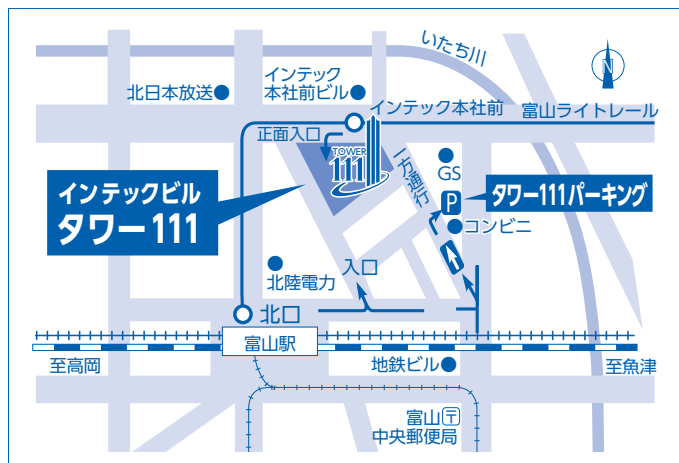 いたち川
N
インテック
本社前ビル
北日本放送
インテック本社前
富山ライトレール
正面入口
TOWER
111
一方通行
GS
P
タワー111パーキング
インテックビル
タワー111
コンビニ
北陸電力
入口
北口
富山駅
至高岡
地鉄ビル
至魚津
富山〒
中央郵便局